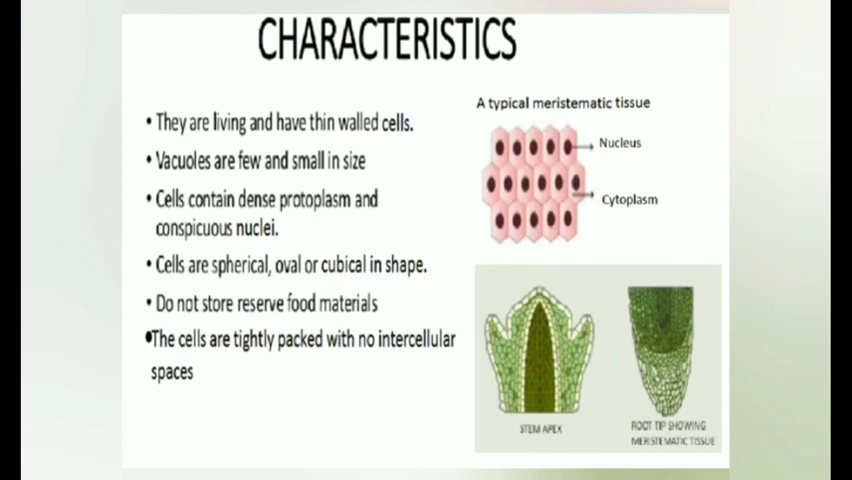 CHARACTERISTICS
• They are living and have thin walled cells.
• Vacuoles are few and small in size
• Cells contain dense protoplasm and
conspicuous nuclei.
• Cells are spherical, oval or cubical in shape.
• Do not store reserve food materials
•The cells are tightly packed with no intercellular
spaces
A typical meristematic tissue
Nucleus
Cytoplasm
STEM APEX
ROOT TIP SHOWING
MERISTEMATIC TISSUE